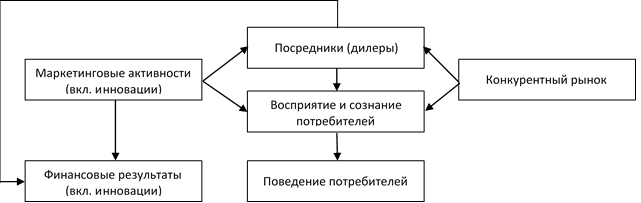 Посредники (дилеры)
Маркетинговые активности
(вкл. инновации)
Конкурентный рынок
Восприятие и сознание
потребителей
Финансовые результаты
(вкл. инновации)
Поведение потребителей